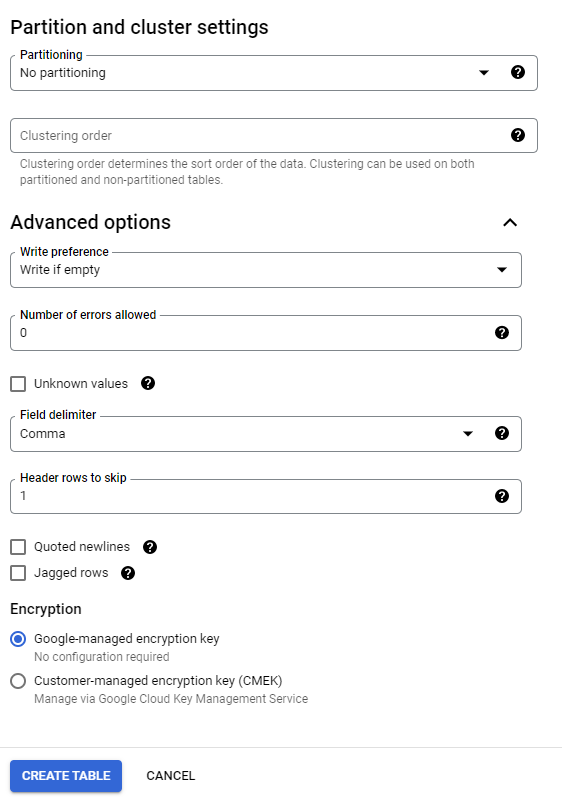 Partition and cluster settings
Partitioning
No partitioning
Clustering order
Clustering order determines the sort order of the data. Clustering can be used on both
partitioned and non-partitioned tables.
Advanced options
Write preference
Write if empty
Number of errors allowed
0
Unknown values
Field delimiter
Comma
Header rows to skip
1
Quoted newlines
Jagged rows
Encryption
Google-managed encryption key
No configuration required
Customer-managed encryption key (CMEK)
Manage via Google Cloud Key Management Service
CREATE TABLE CANCEL